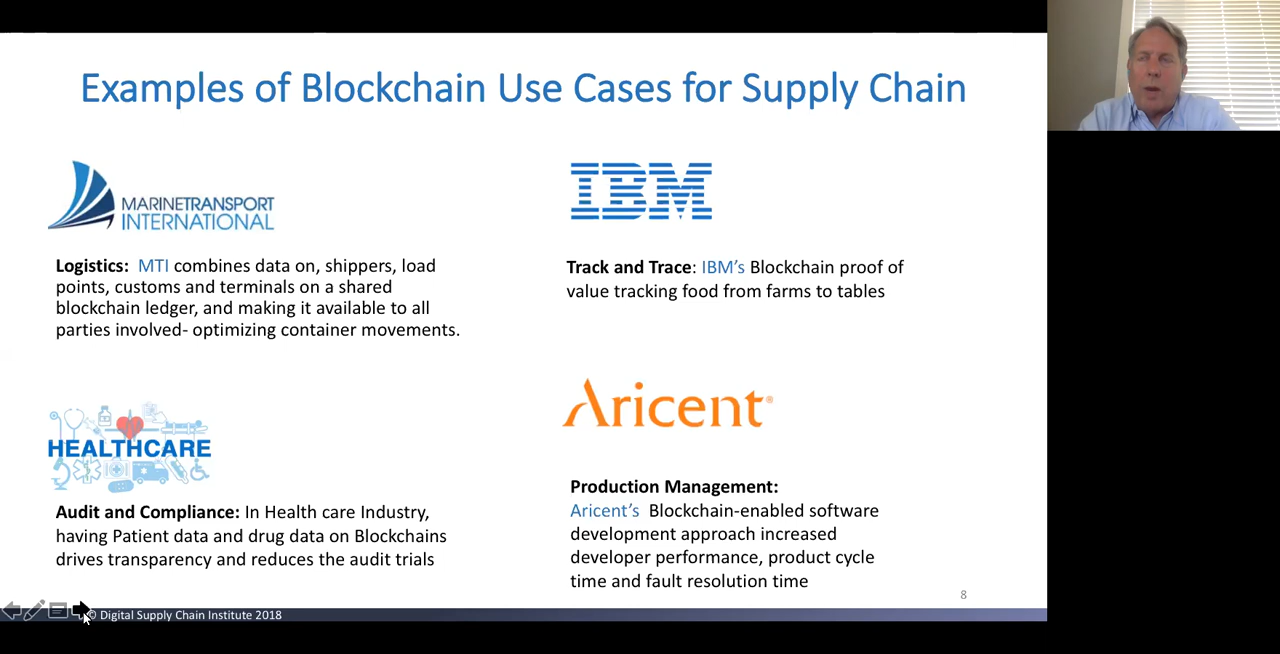 Examples of Blockchain Use Cases for Supply Chain
MARINETRANSPORT
INTERNATIONAL
Logistics: MTI combines data on, shippers, load
points, customs and terminals on a shared
blockchain ledger, and making it available to all
parties involved- optimizing container movements.
IBM
Track and Trace: IBM's Blockchain proof of
value tracking food from farms to tables
HEALTHCARE
Audit and Compliance: In Health care Industry,
having Patient data and drug data on Blockchains
drives transparency and reduces the audit trials
Aricent®
Production Management:
Aricent's Blockchain-enabled software
development approach increased
developer performance, product cycle
time and fault resolution time
8
© Digital Supply Chain Institute 2018